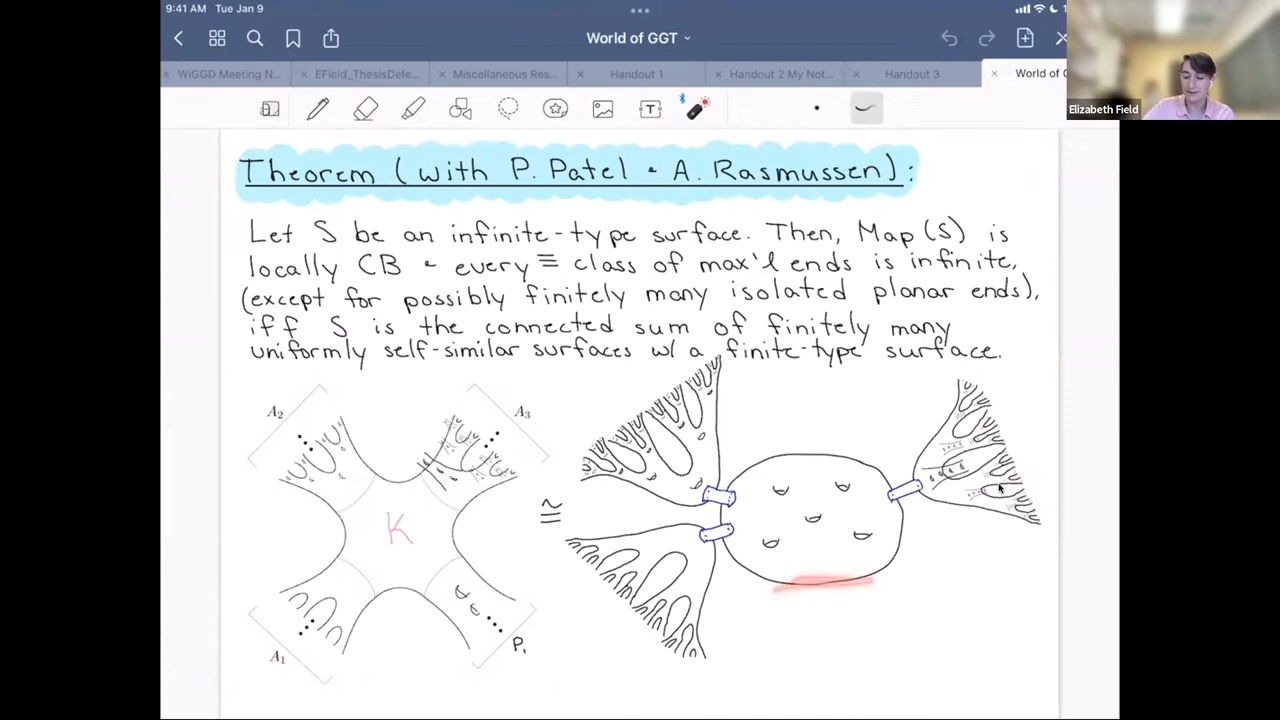 9:41 AM Tue Jan 9
World of GGT
WiGGD Meeting N...
EField_ThesisDefe...
Miscellaneous Res...
Handout 1
Handout 2 My Not...
Handout 3
World of
Elizabeth Field
Theorem (with P. Patel & A. Rasmussen):
Let S be an infinite-type surface. Then, Map(S) is
locally CB & every ≡ class of max'l ends is infinite,
(except for possibly finitely many isolated planar ends),
iff S is the connected sum of finitely many
uniformly self-similar surfaces w/ a finite-type surface.
A₂
A₃
K
≅
A₁
P₁